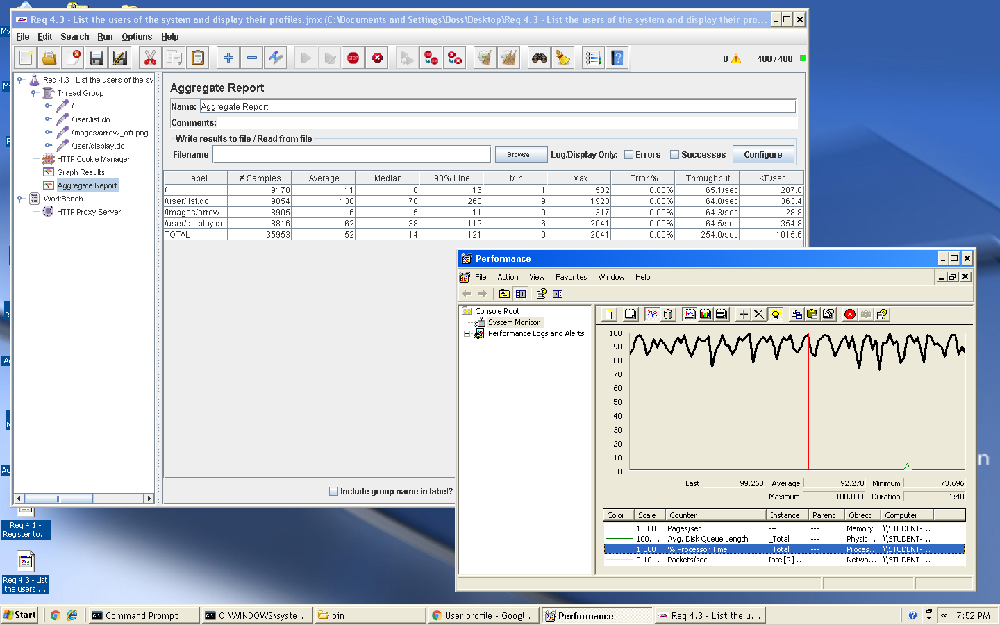 Req 4.3 - List the users of the system and display their profiles.jmx (C:\Documents and Settings\Boss\Desktop\Req 4.3 - List the users of the system and display their pro...
File Edit Search Run Options Help
STOP
0 400 / 400
Req 4.3 - List the users of the sy
Thread Group
/
/user/list.do
/images/arrow_off.png
/user/display.do
HTTP Cookie Manager
Graph Results
Aggregate Report
WorkBench
HTTP Proxy Server
Aggregate Report
Name: Aggregate Report
Comments:
Write results to file / Read from file
Filename Browse... Log/Display Only: Errors Successes Configure
Label # Samples Average Median 90% Line Min Max Error % Throughput KB/sec
/ 9178 11 8 16 1 502 0.00% 65.1/sec 287.0
/user/list.do 9054 130 78 263 9 1928 0.00% 64.8/sec 363.4
/images/arrow... 8905 6 5 11 0 317 0.00% 64.3/sec 28.8
/user/display.do 8816 62 38 119 6 2041 0.00% 64.5/sec 354.8
TOTAL 35953 52 14 121 0 2041 0.00% 254.0/sec 1015.6
Include group name in label?
Performance
File Action View Favorites Window Help
Console Root
System Monitor
Performance Logs and Alerts
100
90
80
70
60
50
40
30
20
10
0
Last 99.268 Average 92.278 Minimum 73.696
Maximum 100.000 Duration 1:40
Color Scale Counter Instance Parent Object Computer
1.000 Pages/sec --- --- Memory \\STUDENT-...
100.... Avg. Disk Queue Length _Total --- Physic... \\STUDENT-...
1.000 % Processor Time _Total --- Proces... \\STUDENT-...
0.10... Packets/sec Intel[R] ... --- Netwo... \\STUDENT-...
Req 4.1 -
Register to...
Req 4.3 - List
the users ...
Start Command Prompt C:\WINDOWS\syste... bin User profile - Googl... Performance Req 4.3 - List the u... « 7:52 PM